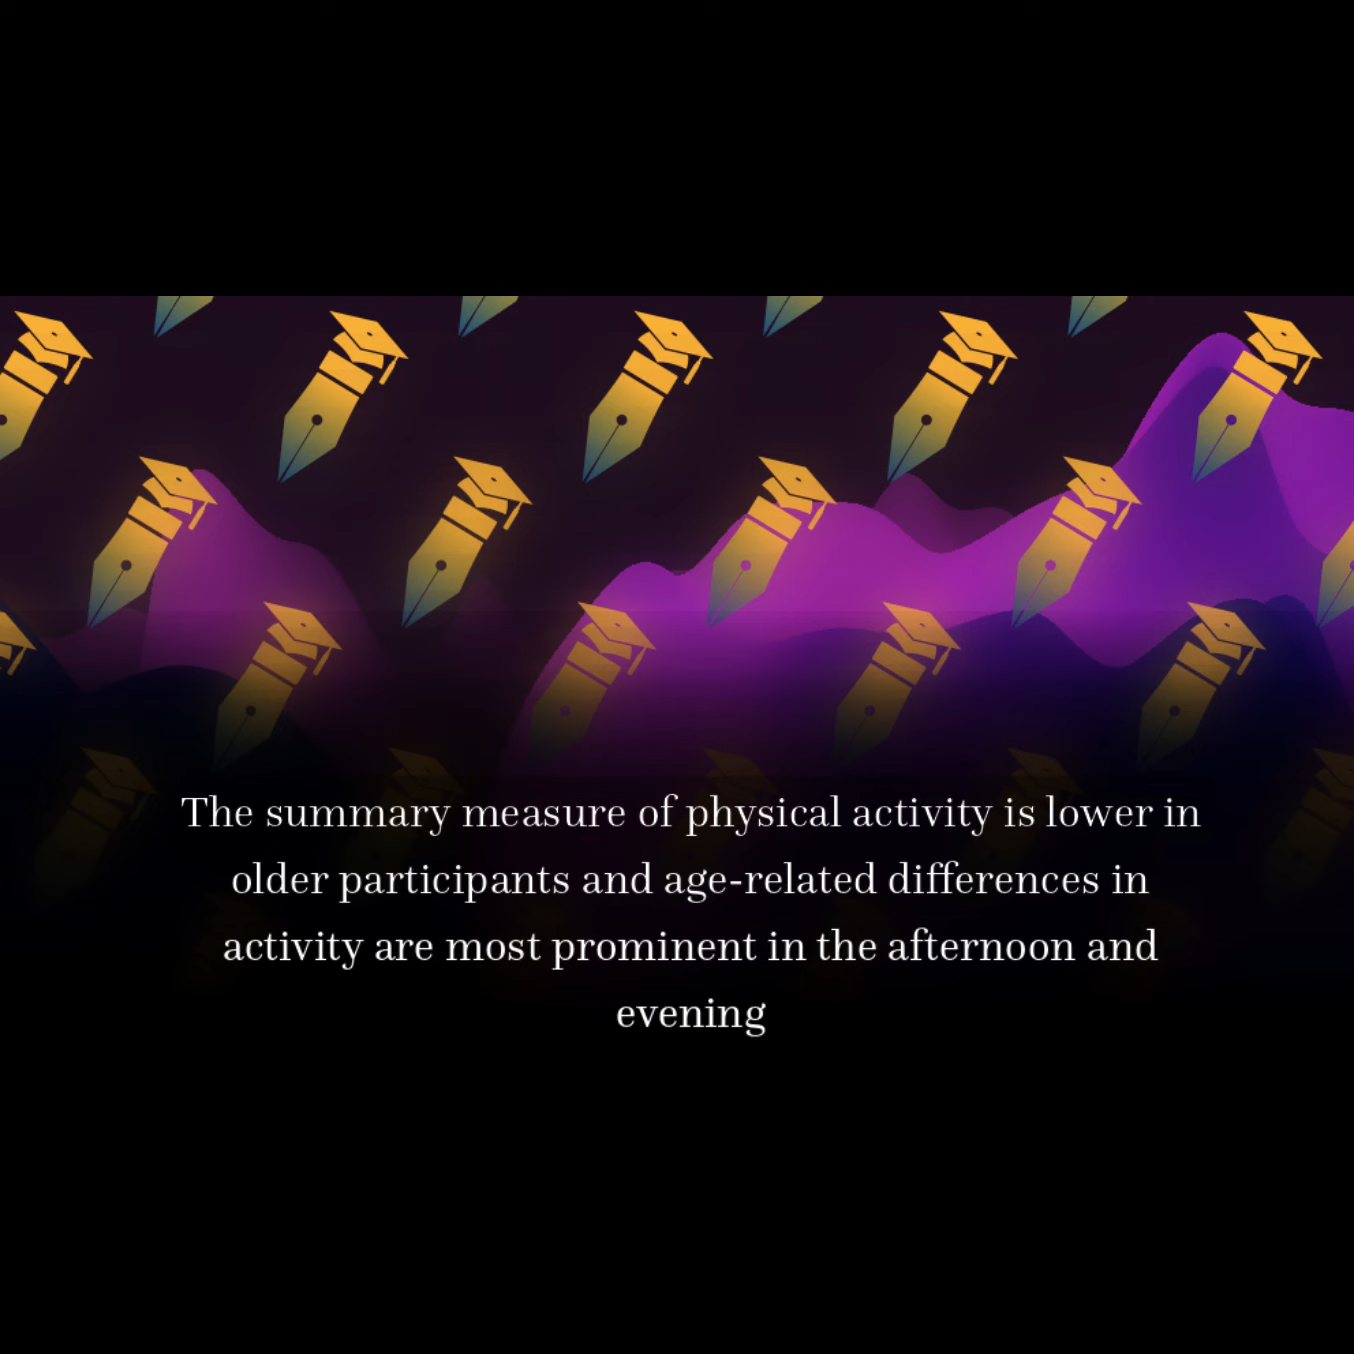 The summary measure of physical activity is lower in
older participants and age-related differences in
activity are most prominent in the afternoon and
evening